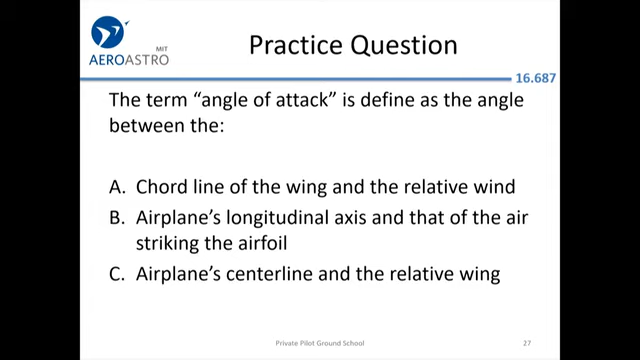 MIT
AEROASTRO
Practice Question
16.687
The term “angle of attack” is define as the angle
between the:
A. Chord line of the wing and the relative wind
B. Airplane’s longitudinal axis and that of the air
striking the airfoil
C. Airplane’s centerline and the relative wing
Private Pilot Ground School
27